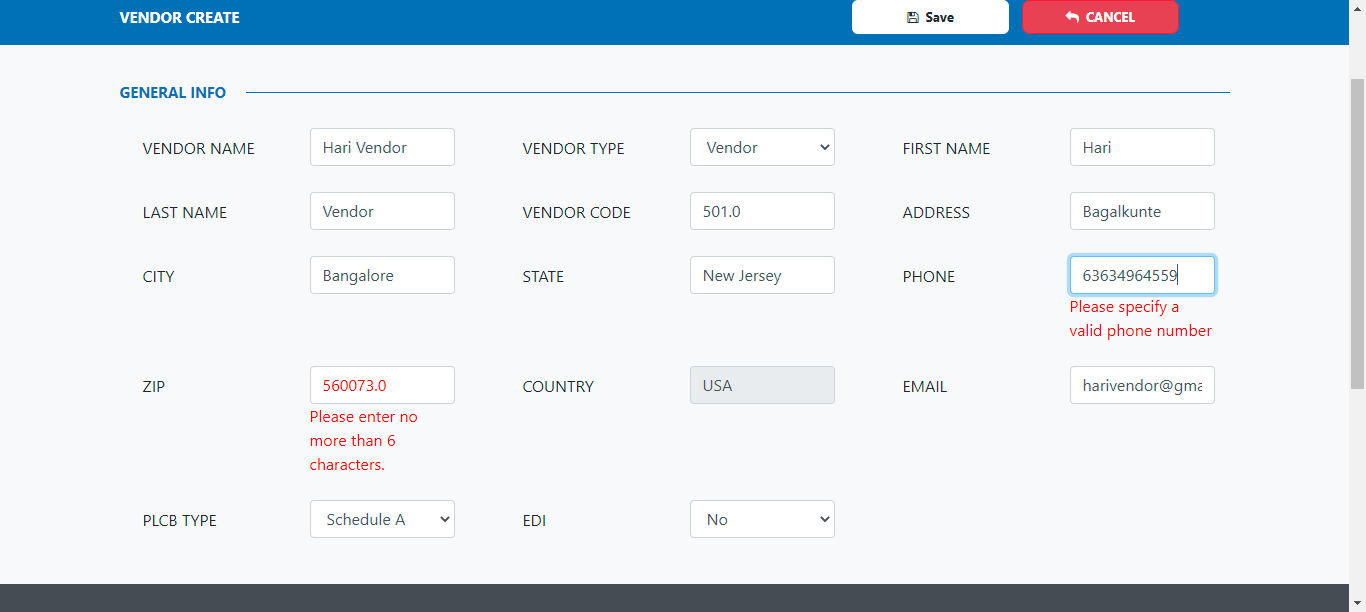 VENDOR CREATE
Save
CANCEL
GENERAL INFO
VENDOR NAME
Hari Vendor
VENDOR TYPE
Vendor
FIRST NAME
Hari
LAST NAME
Vendor
VENDOR CODE
501.0
ADDRESS
Bagalkunte
CITY
Bangalore
STATE
New Jersey
PHONE
63634964559
Please specify a
valid phone number
ZIP
560073.0
Please enter no
more than 6
characters.
COUNTRY
USA
EMAIL
harivendor@gma
PLCB TYPE
Schedule A
EDI
No